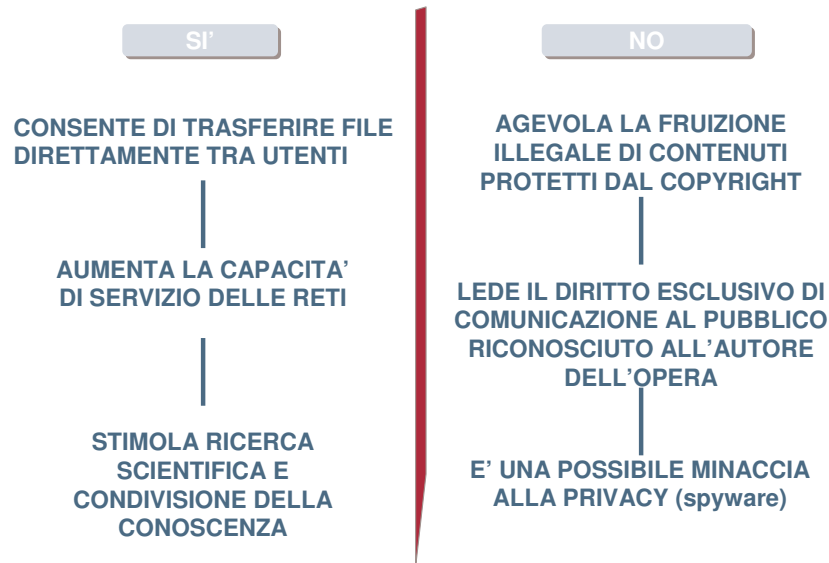 SI'
CONSENTE DI TRASFERIRE FILE
DIRETTAMENTE TRA UTENTI
AUMENTA LA CAPACITA'
DI SERVIZIO DELLE RETI
STIMOLA RICERCA
SCIENTIFICA E
CONDIVISIONE DELLA
CONOSCENZA
NO
AGEVOLA LA FRUIZIONE
ILLEGALE DI CONTENUTI
PROTETTI DAL COPYRIGHT
LEDE IL DIRITTO ESCLUSIVO DI
COMUNICAZIONE AL PUBBLICO
RICONOSCIUTO ALL'AUTORE
DELL'OPERA
E' UNA POSSIBILE MINACCIA
ALLA PRIVACY (spyware)